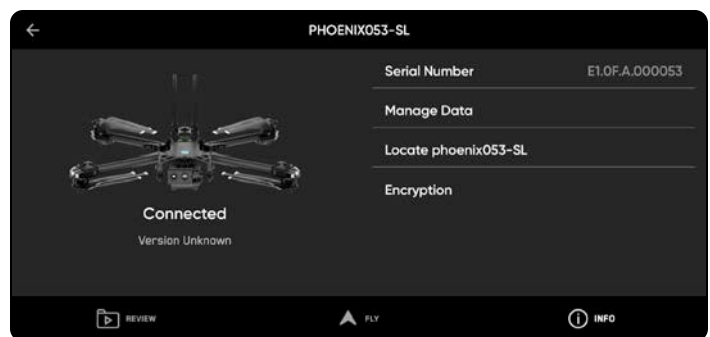 PHOENIX053-SL
Serial Number E1.0F.A.000053
Manage Data
Locate phoenix053-SL
Encryption
Connected
Version Unknown
REVIEW FLY INFO